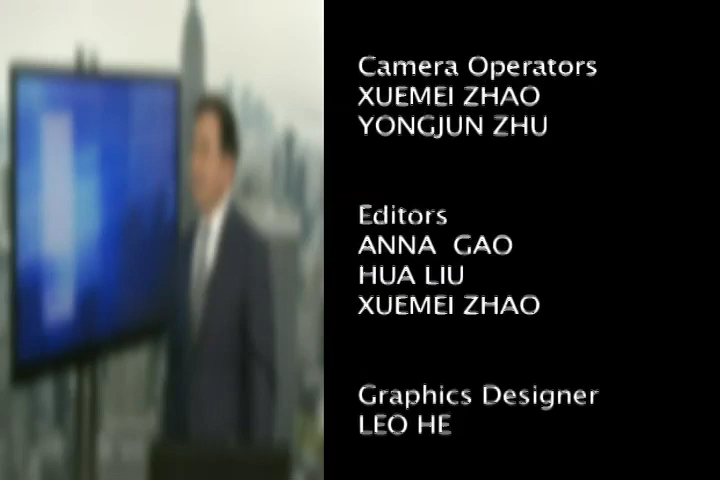 Camera Operators
XUEMEI ZHAO
YONGJUN ZHU
Editors
ANNA GAO
HUA LIU
XUEMEI ZHAO
Graphics Designer
LEO HE